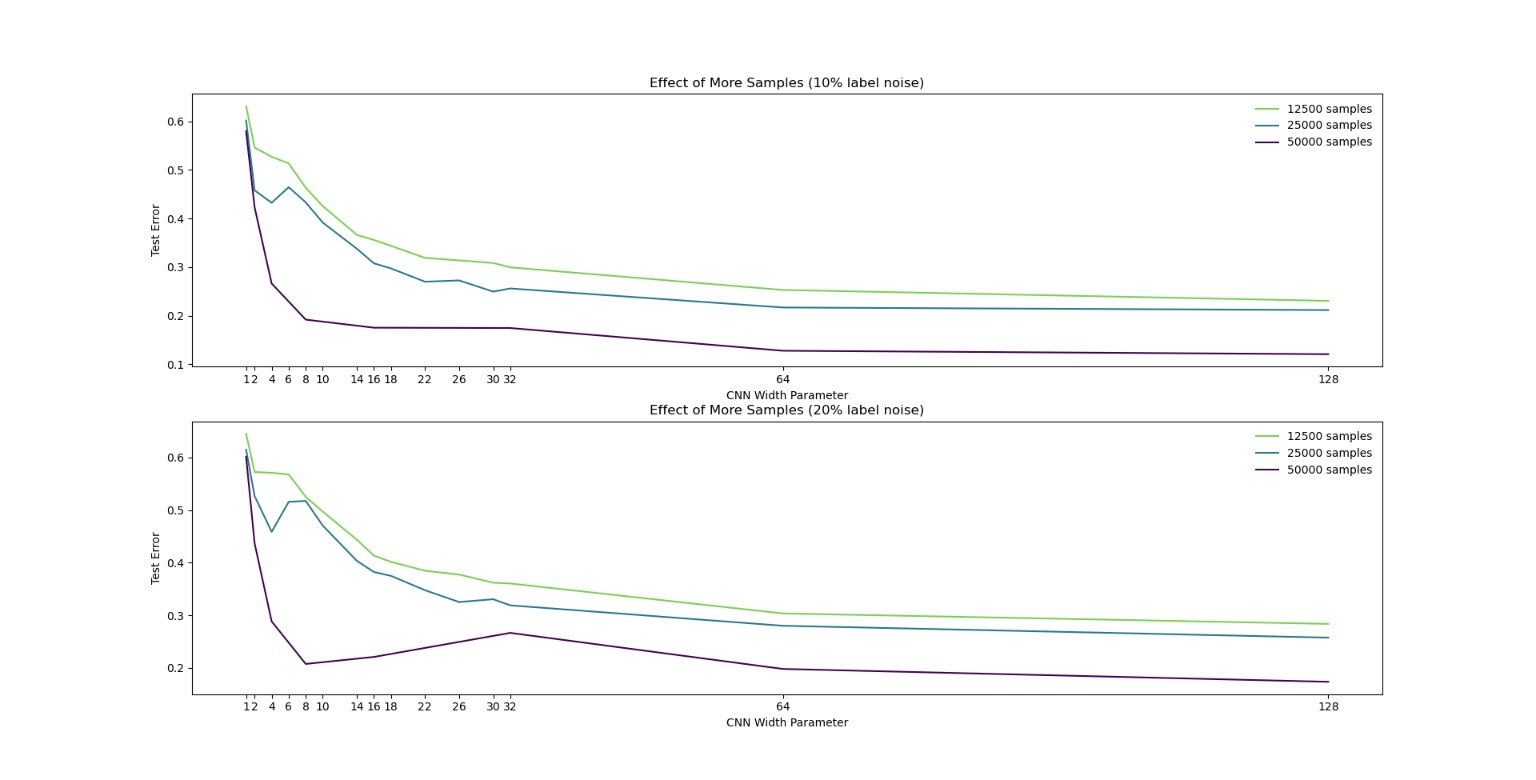 Effect of More Samples (10% label noise)
12500 samples
25000 samples
50000 samples
Test Error
0.6
0.5
0.4
0.3
0.2
0.1
1 2 4 6 8 10 14 16 18 22 26 30 32 64 128
CNN Width Parameter
Effect of More Samples (20% label noise)
12500 samples
25000 samples
50000 samples
Test Error
0.6
0.5
0.4
0.3
0.2
1 2 4 6 8 10 14 16 18 22 26 30 32 64 128
CNN Width Parameter